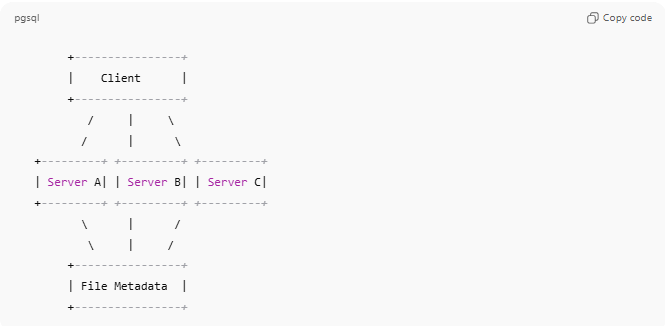 pgsql
Copy code
+----------------+
|    Client      |
+----------------+
/     |     \
/      |      \
+---------+ +---------+ +---------+
| Server A| | Server B| | Server C|
+---------+ +---------+ +---------+
\      |      /
\     |     /
+----------------+
| File Metadata  |
+----------------+